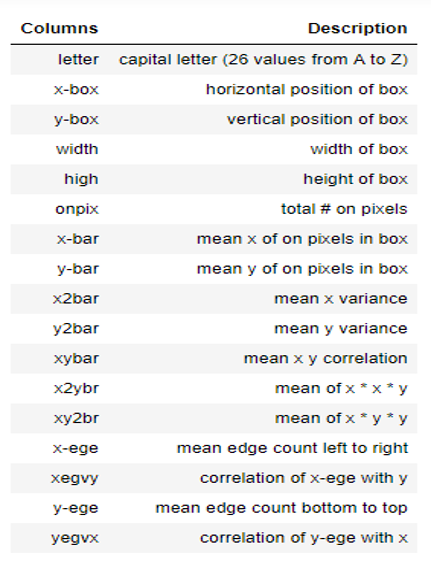 Columns Description
letter capital letter (26 values from A to Z)
x-box horizontal position of box
y-box vertical position of box
width width of box
high height of box
onpix total # on pixels
x-bar mean x of on pixels in box
y-bar mean y of on pixels in box
x2bar mean x variance
y2bar mean y variance
xybar mean x y correlation
x2ybr mean of x * x * y
xy2br mean of x * y * y
x-ege mean edge count left to right
xegvy correlation of x-ege with y
y-ege mean edge count bottom to top
yegvx correlation of y-ege with x